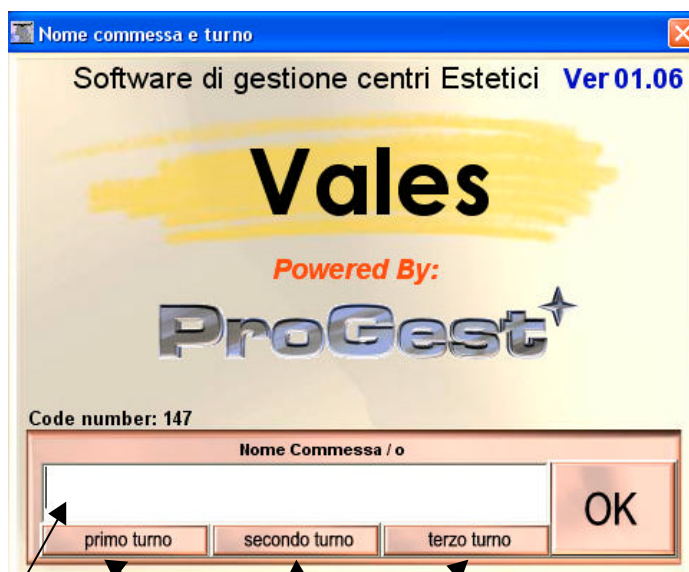 Nome commessa e turno
Software di gestione centri Estetici Ver 01.06
Vales
Powered By:
ProGest
Code number: 147
Nome Commessa / o
OK
primo turno secondo turno terzo turno